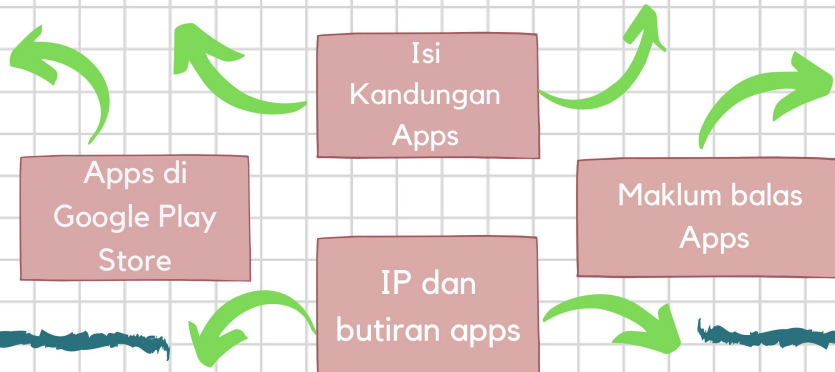 Isi
Kandungan
Apps
Apps di
Google Play
Store
Maklum balas
Apps
IP dan
butiran apps